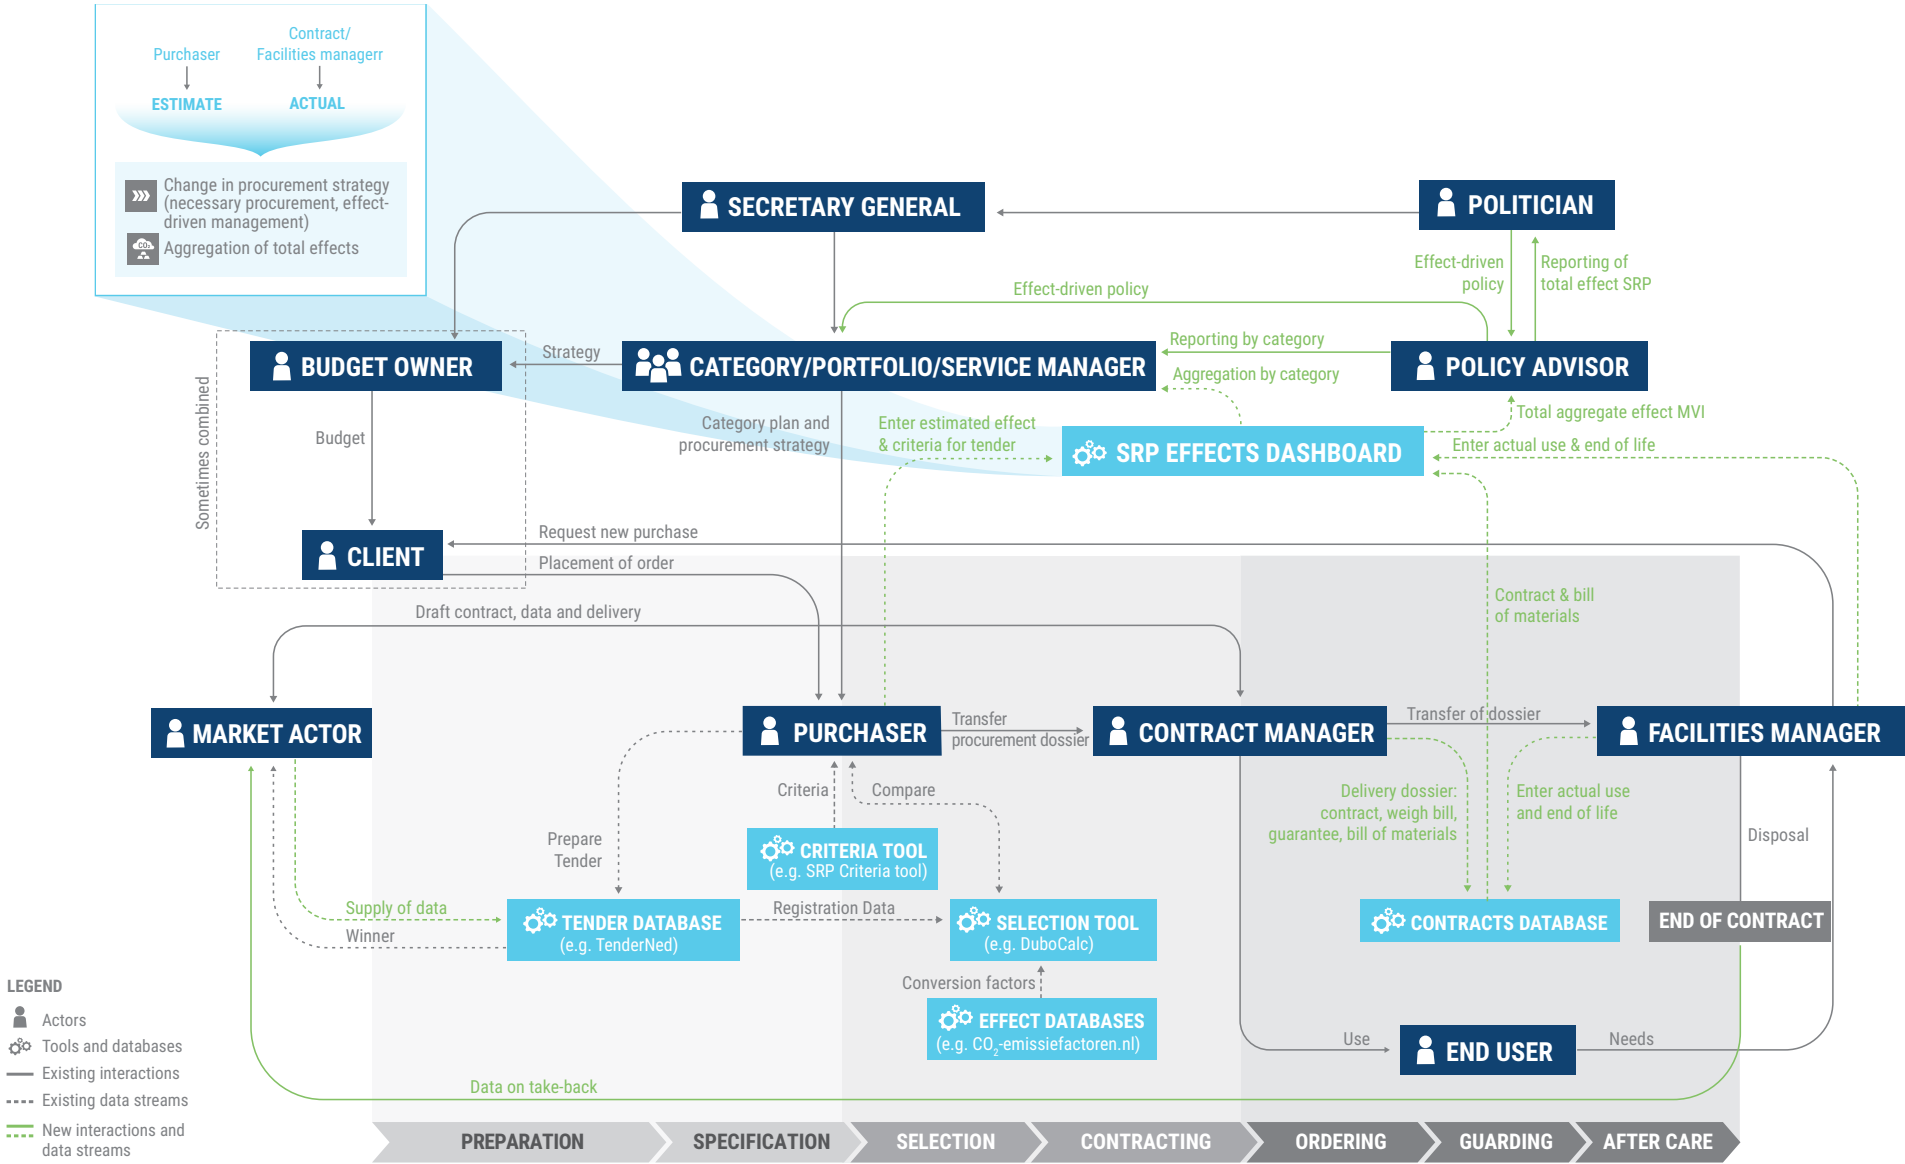 Purchaser
Contract/
Facilities managerr
ESTIMATE
ACTUAL
Change in procurement strategy
(necessary procurement, effect-
driven management)
CO₂
Aggregation of total effects
SECRETARY GENERAL
POLITICIAN
Effect-driven
policy
Reporting of
total effect SRP
Effect-driven policy
Reporting by category
Aggregation by category
BUDGET OWNER
Strategy
CATEGORY/PORTFOLIO/SERVICE MANAGER
POLICY ADVISOR
Total aggregate effect MVI
Sometimes combined
Budget
Category plan and
procurement strategy
Enter estimated effect
& criteria for tender
SRP EFFECTS DASHBOARD
Enter actual use & end of life
Request new purchase
CLIENT
Placement of order
Draft contract, data and delivery
Contract & bill
of materials
MARKET ACTOR
PURCHASER
Transfer
procurement dossier
CONTRACT MANAGER
Transfer of dossier
FACILITIES MANAGER
Criteria
Compare
Delivery dossier:
contract, weigh bill,
guarantee, bill of materials
Enter actual use
and end of life
Disposal
Prepare
Tender
CRITERIA TOOL
(e.g. SRP Criteria tool)
Supply of data
Winner
TENDER DATABASE
(e.g. TenderNed)
Registration Data
SELECTION TOOL
(e.g. DuboCalc)
CONTRACTS DATABASE
END OF CONTRACT
Conversion factors
EFFECT DATABASES
(e.g. CO₂-emissiefactoren.nl)
Use
END USER
Needs
Data on take-back
LEGEND
Actors
Tools and databases
Existing interactions
Existing data streams
New interactions and
data streams
PREPARATION
SPECIFICATION
SELECTION
CONTRACTING
ORDERING
GUARDING
AFTER CARE